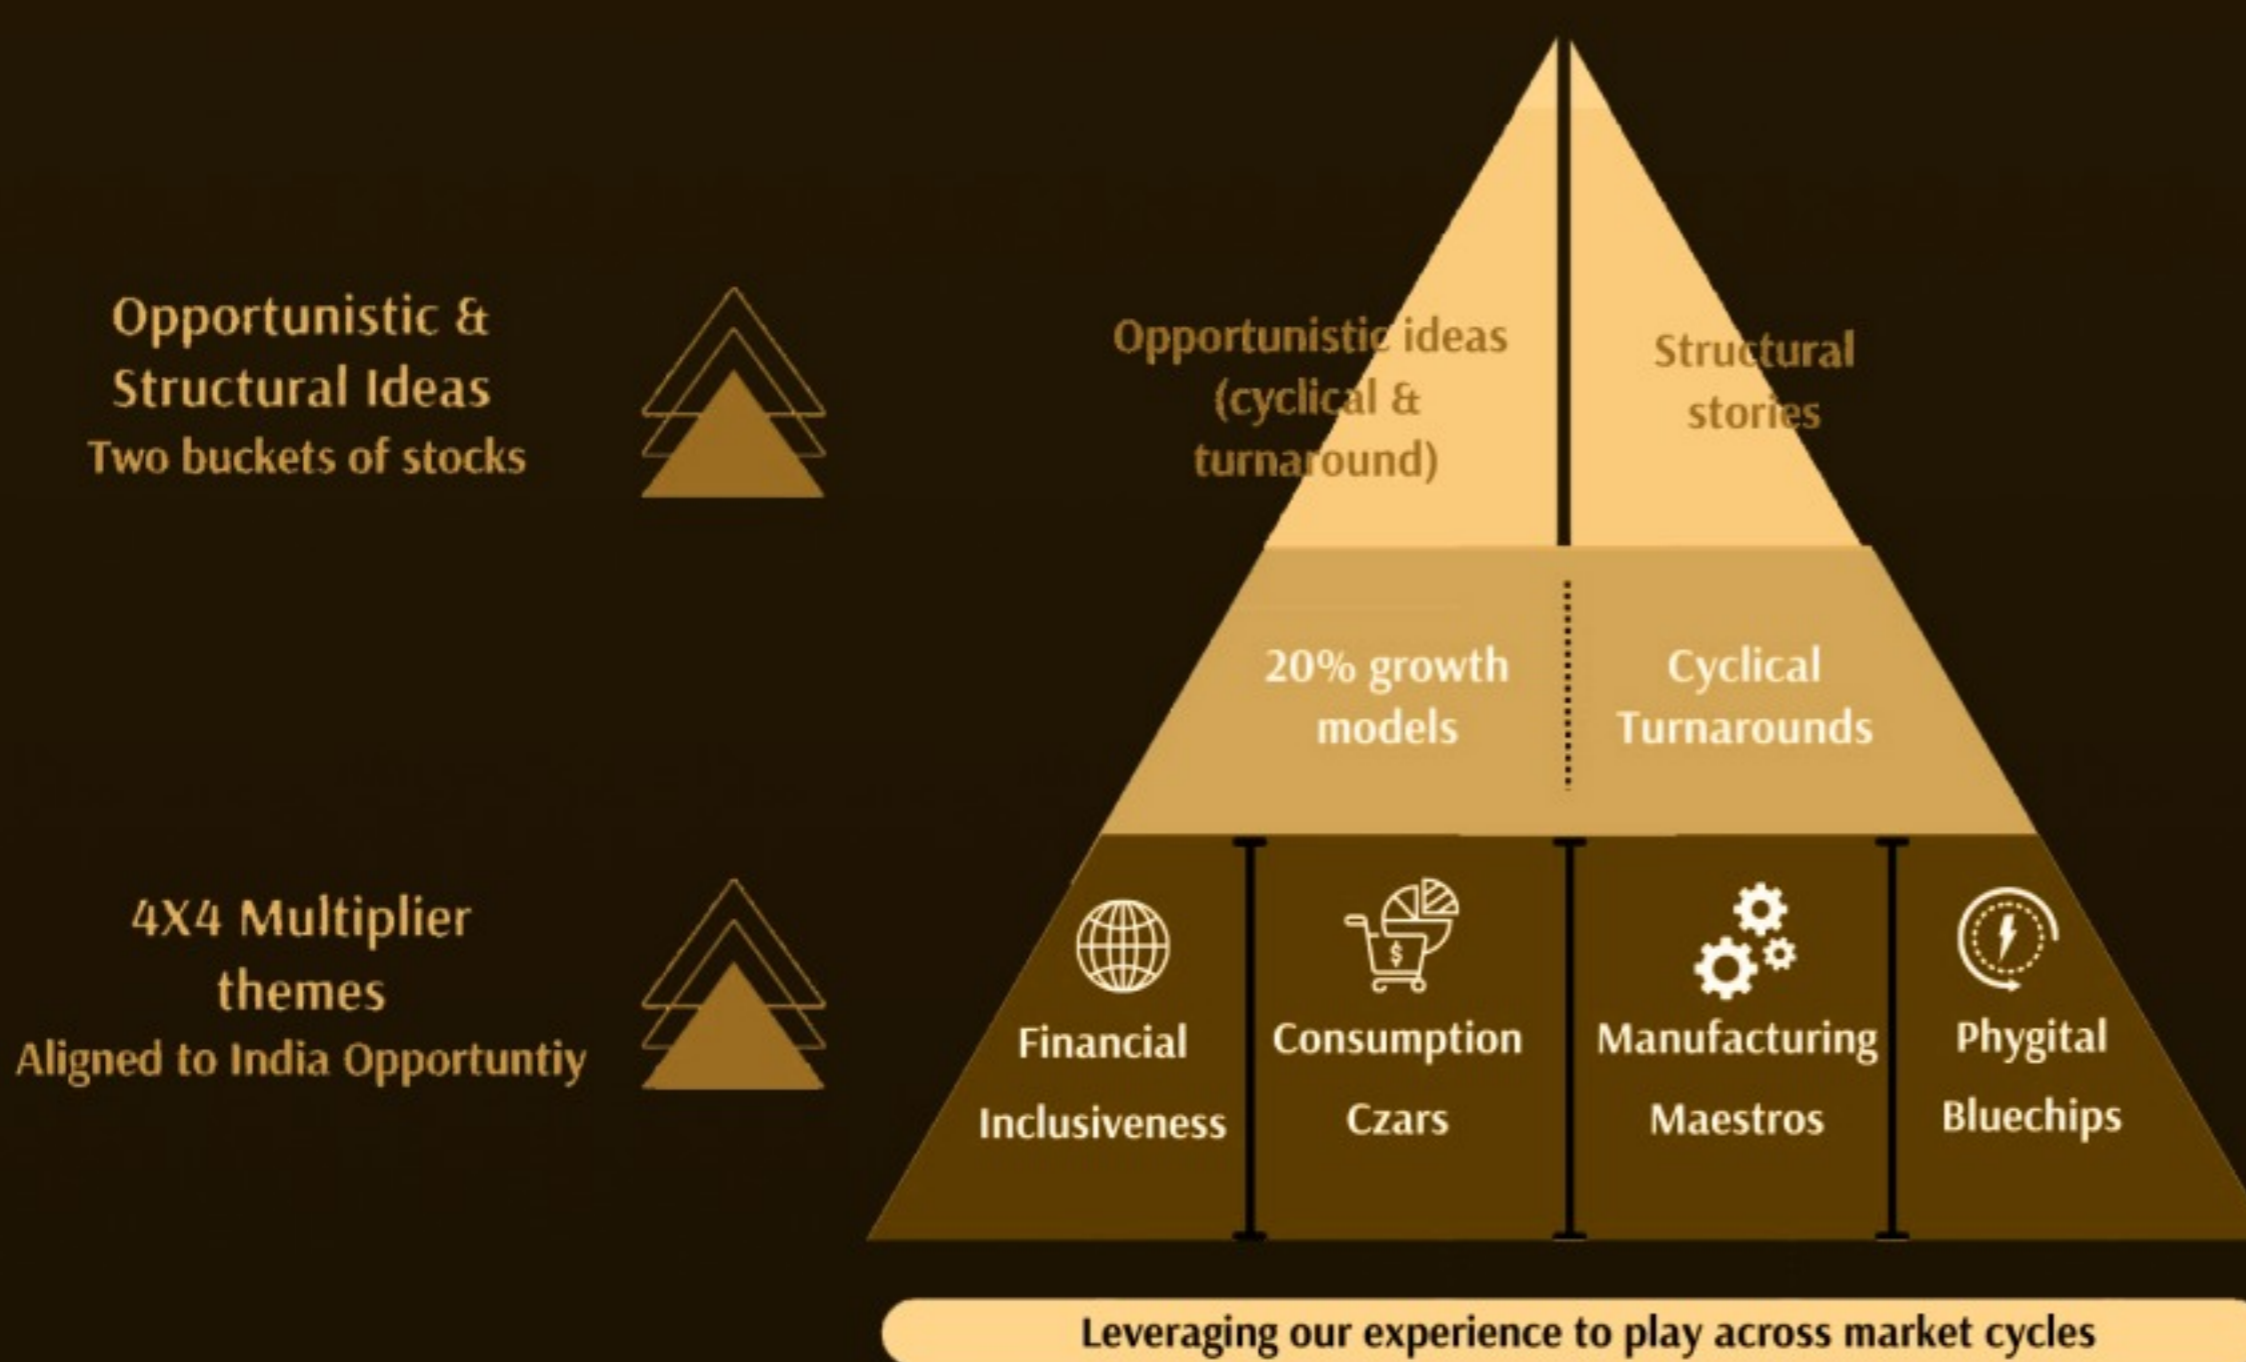 Opportunistic &
Structural Ideas
Two buckets of stocks
Opportunistic ideas
(cyclical &
turnaround)
Structural
stories
20% growth
models
Cyclical
Turnarounds
4X4 Multiplier
themes
Aligned to India Opportuntiy
Financial
Inclusiveness
$
Consumption
Czars
Manufacturing
Maestros
Phygital
Bluechips
Leveraging our experience to play across market cycles